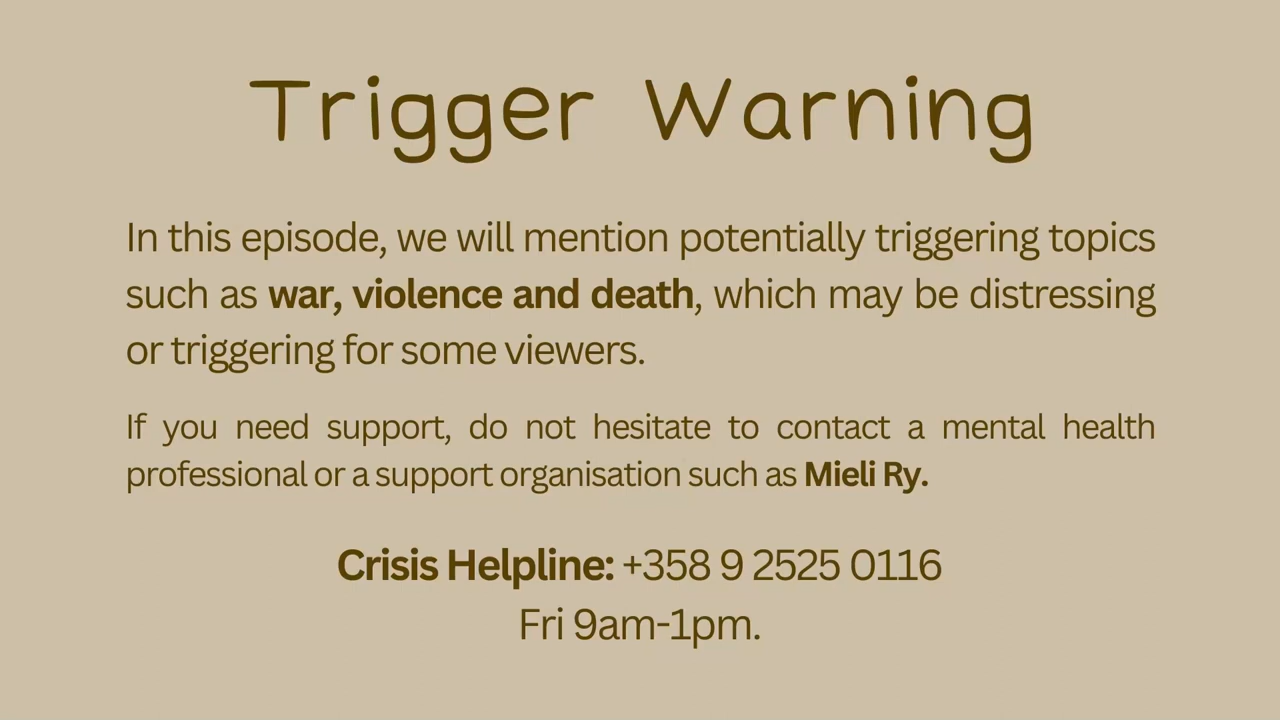 Trigger Warning
In this episode, we will mention potentially triggering topics
such as war, violence and death, which may be distressing
or triggering for some viewers.
If you need support, do not hesitate to contact a mental health
professional or a support organisation such as Mieli Ry.
Crisis Helpline: +358 9 2525 0116
Fri 9am-1pm.